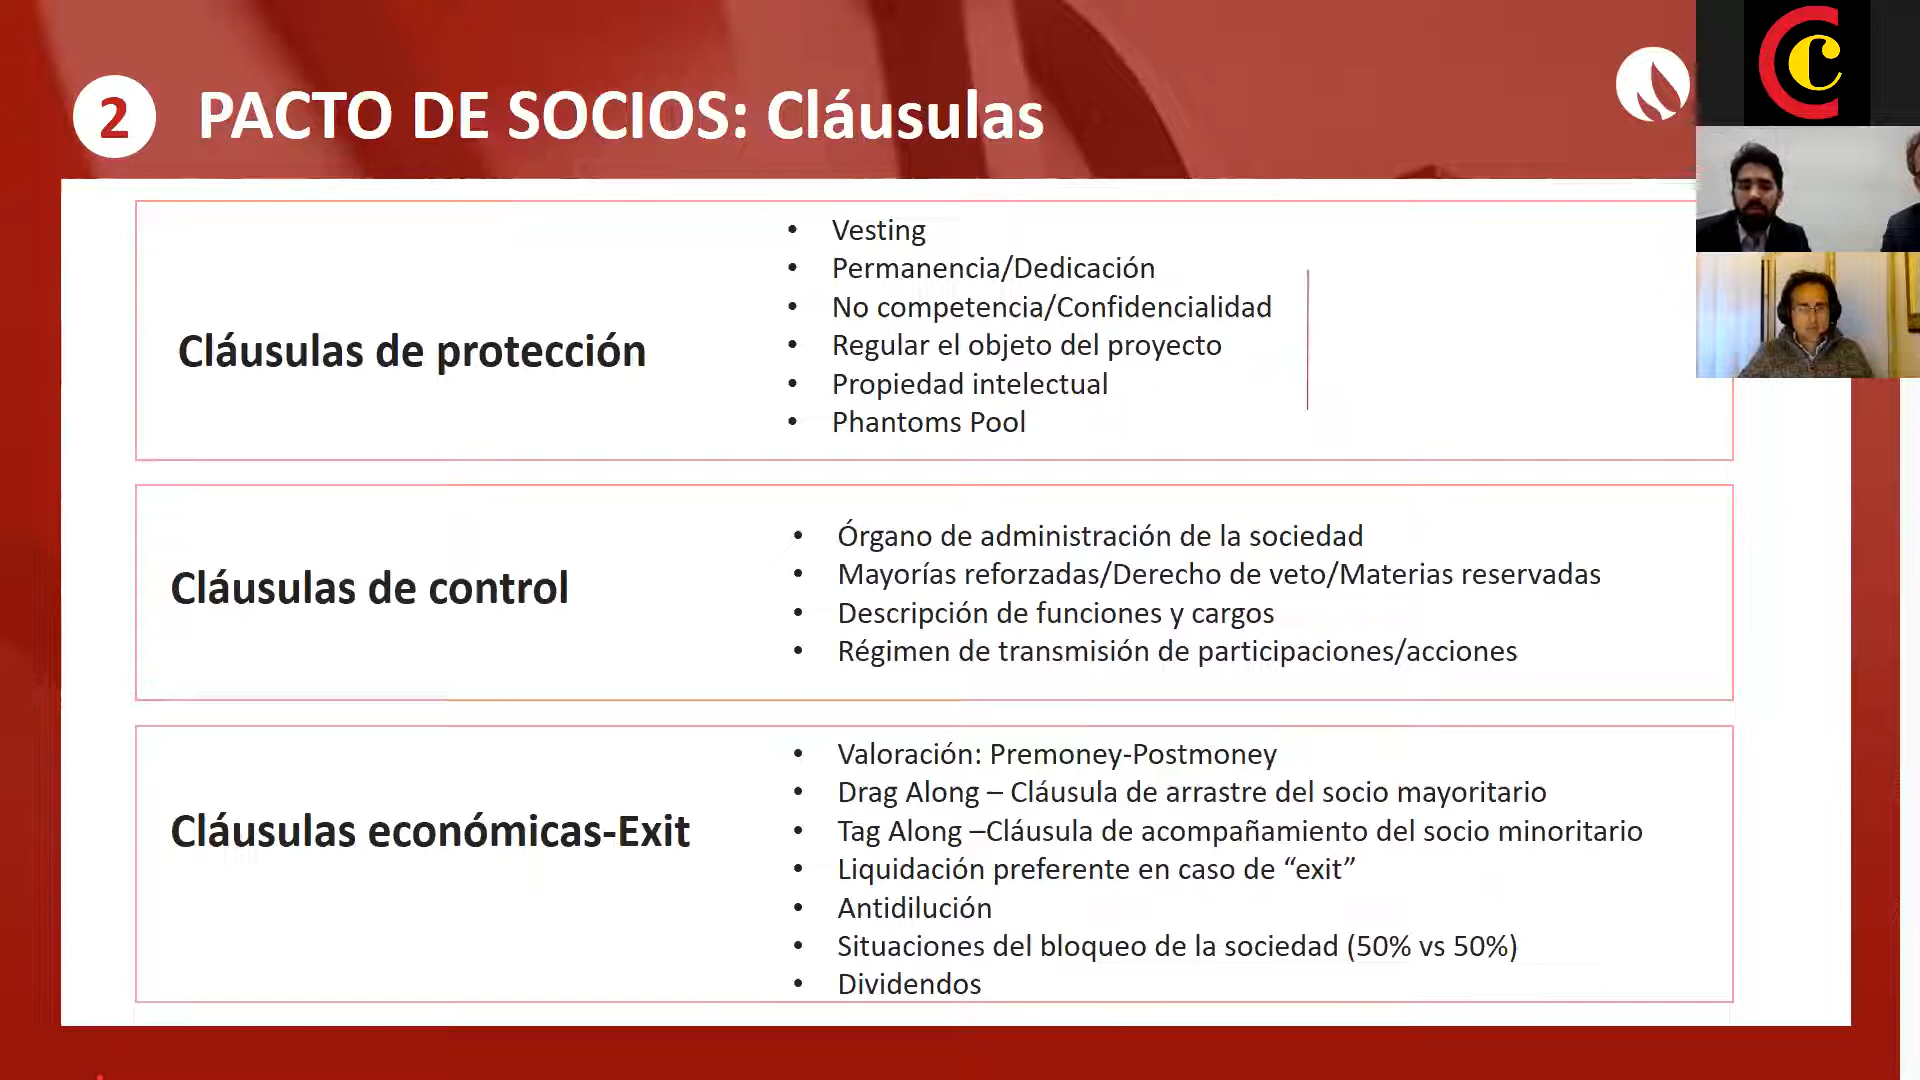 2
PACTO DE SOCIOS: Cláusulas
Cláusulas de protección
• Vesting
• Permanencia/Dedicación
• No competencia/Confidencialidad
• Regular el objeto del proyecto
• Propiedad intelectual
• Phantoms Pool
Cláusulas de control
• Órgano de administración de la sociedad
• Mayorías reforzadas/Derecho de veto/Materias reservadas
• Descripción de funciones y cargos
• Régimen de transmisión de participaciones/acciones
Cláusulas económicas-Exit
• Valoración: Premoney-Postmoney
• Drag Along – Cláusula de arrastre del socio mayoritario
• Tag Along –Cláusula de acompañamiento del socio minoritario
• Liquidación preferente en caso de “exit”
• Antidilución
• Situaciones del bloqueo de la sociedad (50% vs 50%)
• Dividendos